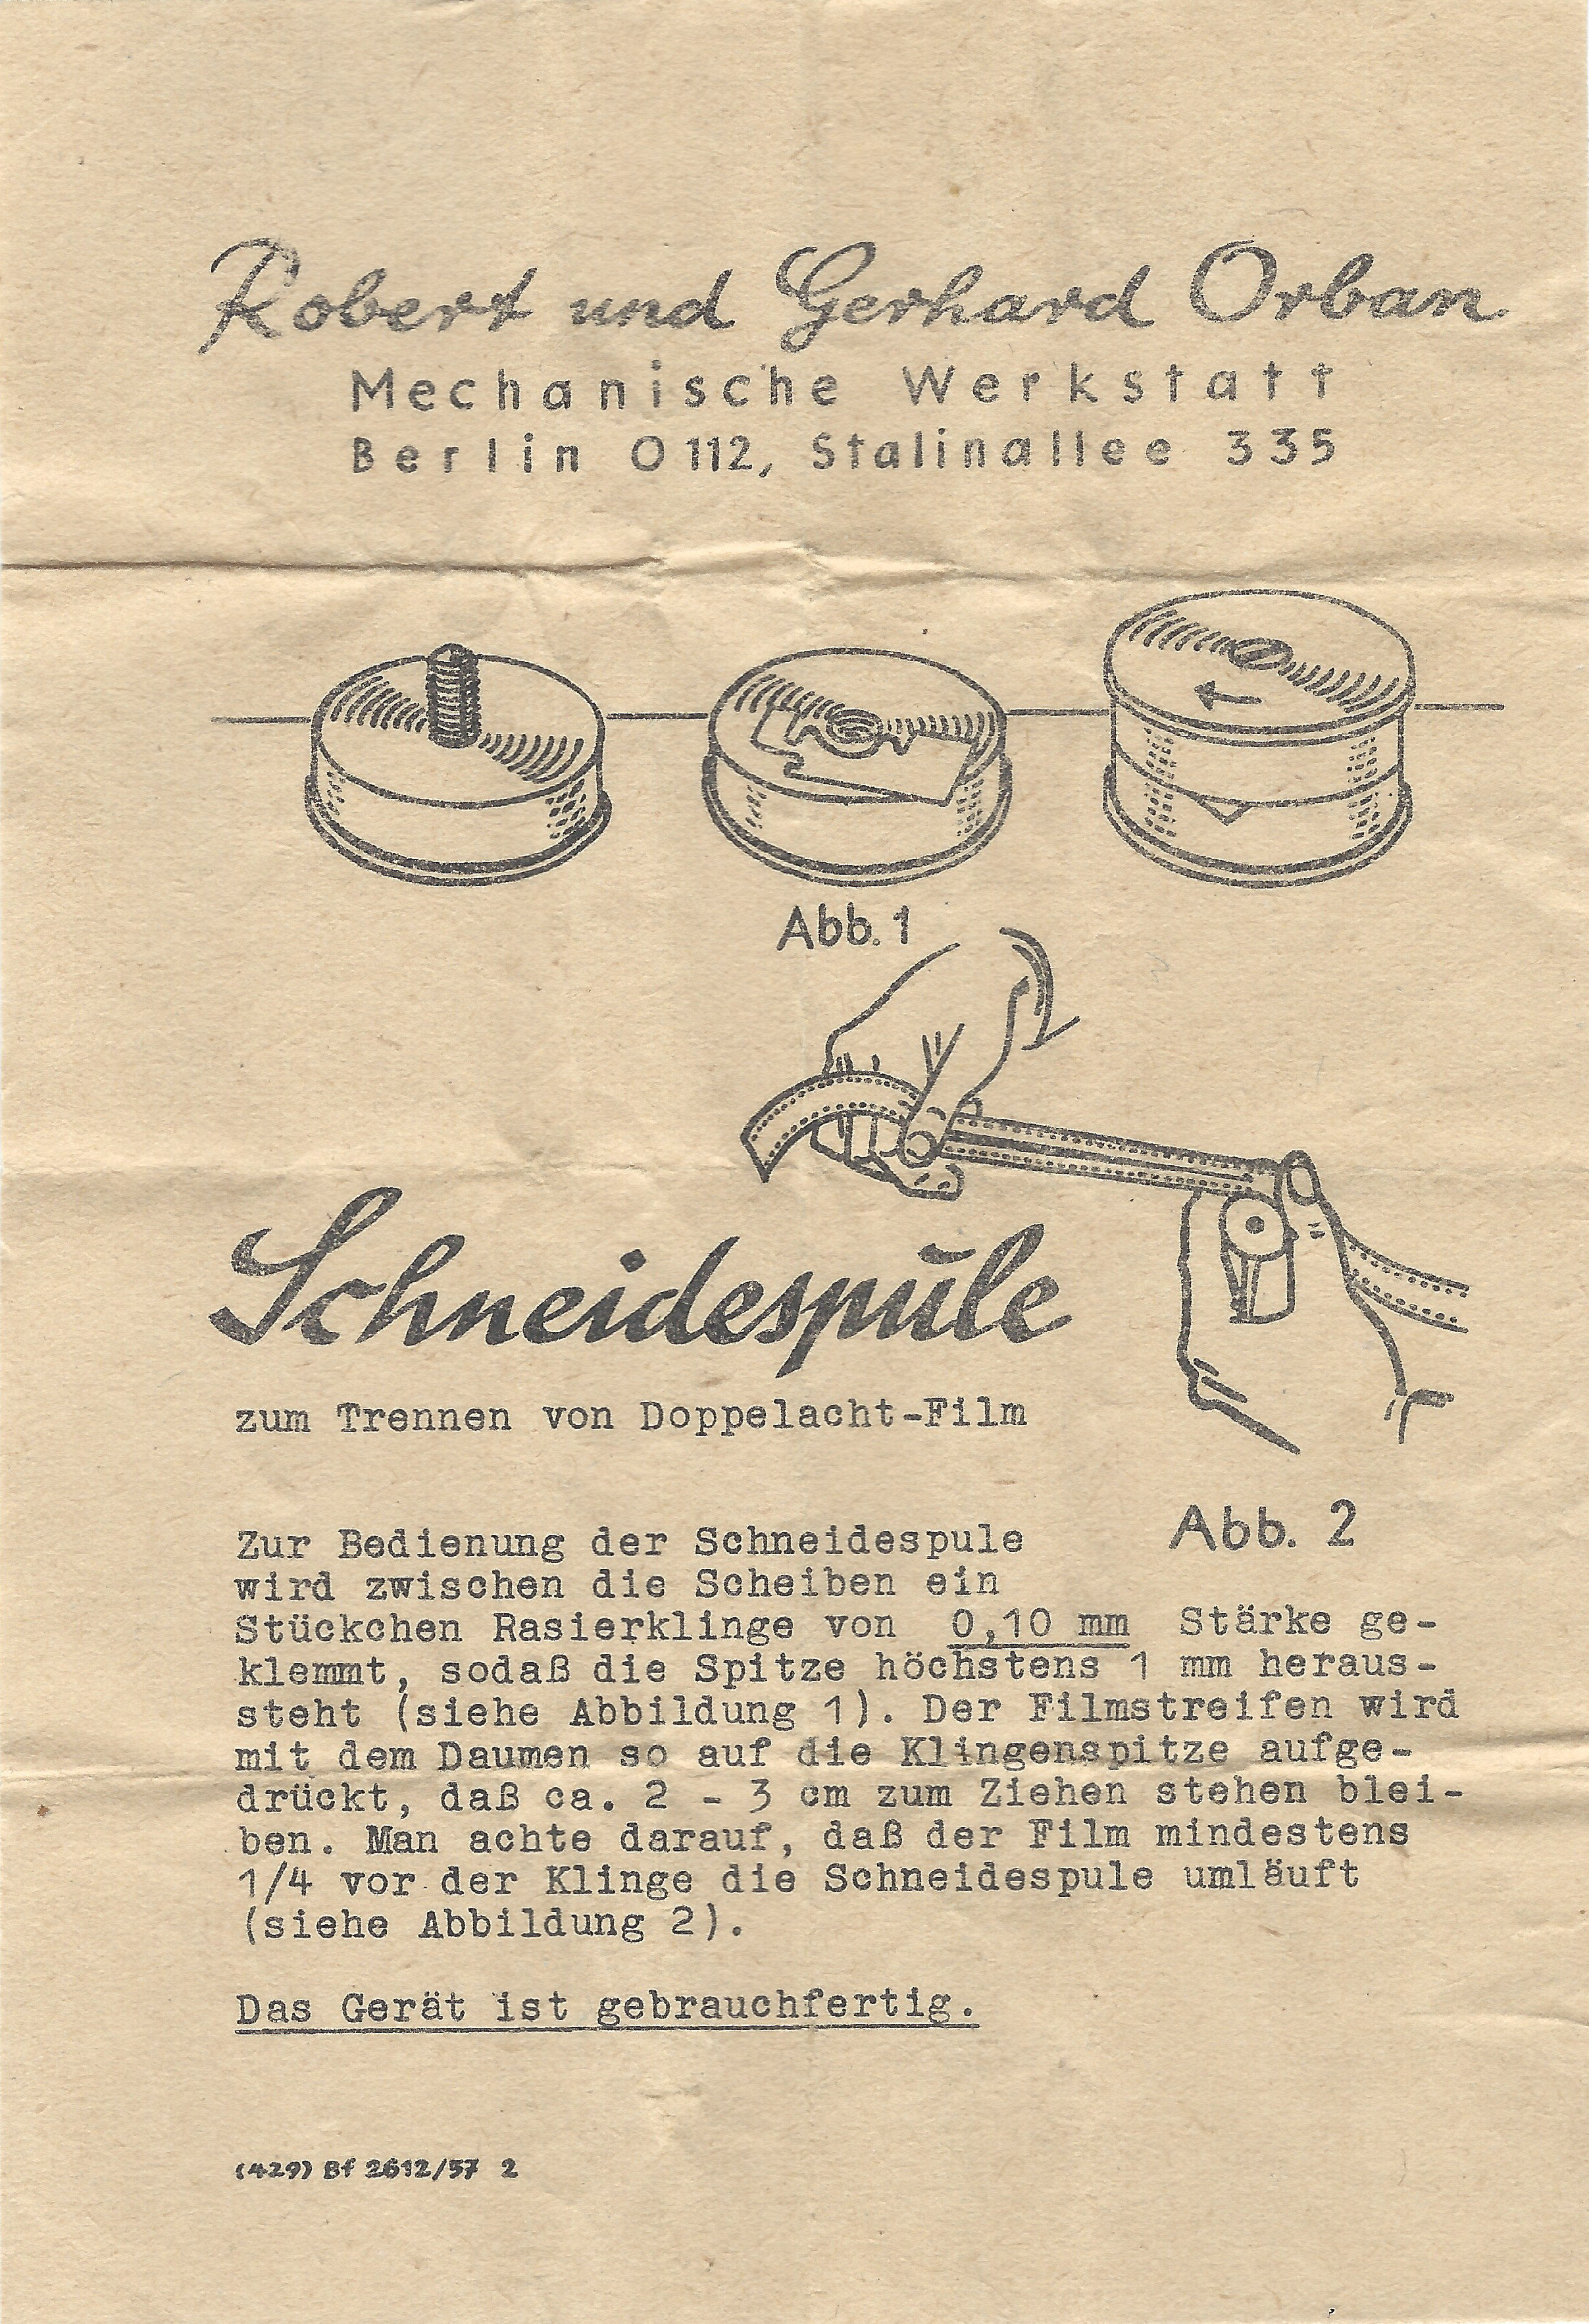 Robert und Gerhard Orban
Mechanische Werkstatt
Berlin O 112, Stalinallee 335
Abb. 1
Schneidespule
zum Trennen von Doppelacht-Film
Abb. 2
Zur Bedienung der Schneidespule
wird zwischen die Scheiben ein
Stückchen Rasierklinge von 0,10 mm Stärke ge-
klemmt, sodaß die Spitze höchstens 1 mm heraus-
steht (siehe Abbildung 1). Der Filmstreifen wird
mit dem Daumen so auf die Klingenspitze aufge-
drückt, daß ca. 2 - 3 cm zum Ziehen stehen blei-
ben. Man achte darauf, daß der Film mindestens
1/4 vor der Klinge die Schneidespule umläuft
(siehe Abbildung 2).
Das Gerät ist gebrauchfertig.
(429) Bf 2612/57 2